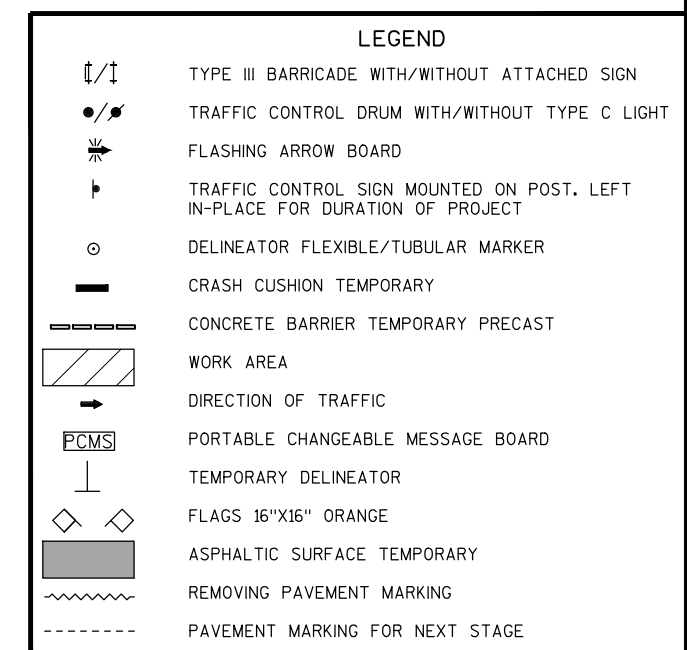 LEGEND
TYPE III BARRICADE WITH/WITHOUT ATTACHED SIGN
TRAFFIC CONTROL DRUM WITH/WITHOUT TYPE C LIGHT
FLASHING ARROW BOARD
TRAFFIC CONTROL SIGN MOUNTED ON POST. LEFT
IN-PLACE FOR DURATION OF PROJECT
DELINEATOR FLEXIBLE/TUBULAR MARKER
CRASH CUSHION TEMPORARY
CONCRETE BARRIER TEMPORARY PRECAST
WORK AREA
DIRECTION OF TRAFFIC
PCMS PORTABLE CHANGEABLE MESSAGE BOARD
TEMPORARY DELINEATOR
FLAGS 16"X16" ORANGE
ASPHALTIC SURFACE TEMPORARY
REMOVING PAVEMENT MARKING
PAVEMENT MARKING FOR NEXT STAGE